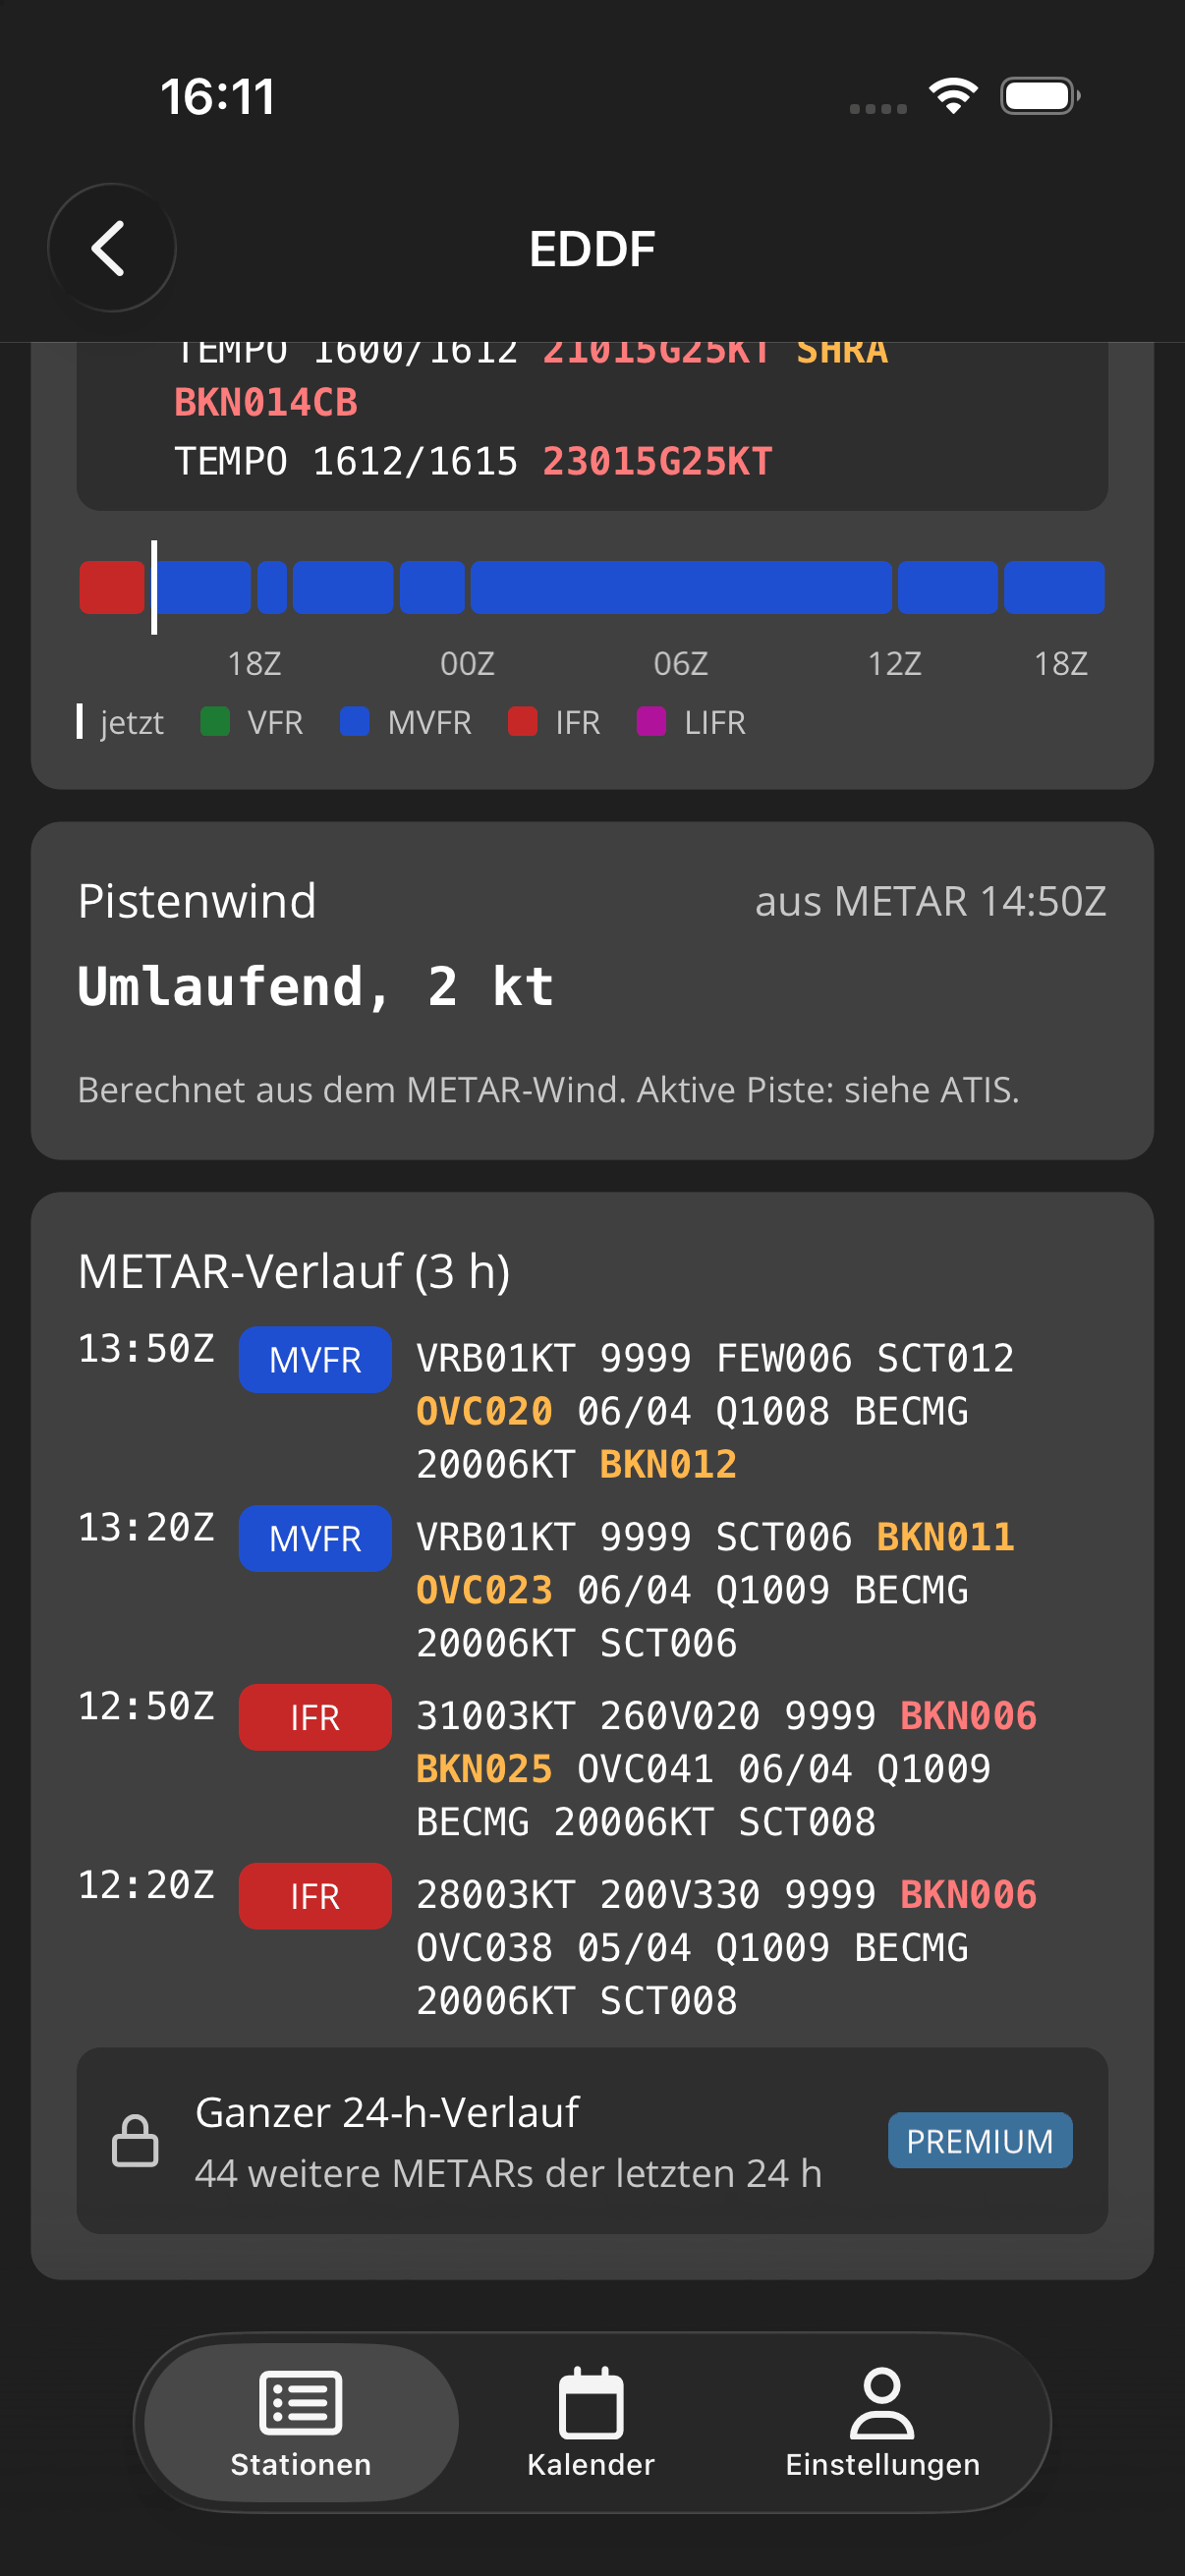 16:11
EDDF
TEMPO 1600/1612 21015G25KT SHRA
BKN014CB
TEMPO 1612/1615 23015G25KT
18Z 00Z 06Z 12Z 18Z
jetzt VFR MVFR IFR LIFR
Pistenwind aus METAR 14:50Z
Umlaufend, 2 kt
Berechnet aus dem METAR-Wind. Aktive Piste: siehe ATIS.
METAR-Verlauf (3 h)
13:50Z MVFR VRB01KT 9999 FEW006 SCT012
OVC020 06/04 Q1008 BECMG
20006KT BKN012
13:20Z MVFR VRB01KT 9999 SCT006 BKN011
OVC023 06/04 Q1009 BECMG
20006KT SCT006
12:50Z IFR 31003KT 260V020 9999 BKN006
BKN025 OVC041 06/04 Q1009
BECMG 20006KT SCT008
12:20Z IFR 28003KT 200V330 9999 BKN006
OVC038 05/04 Q1009 BECMG
20006KT SCT008
Ganzer 24-h-Verlauf
44 weitere METARs der letzten 24 h
PREMIUM
Stationen Kalender Einstellungen